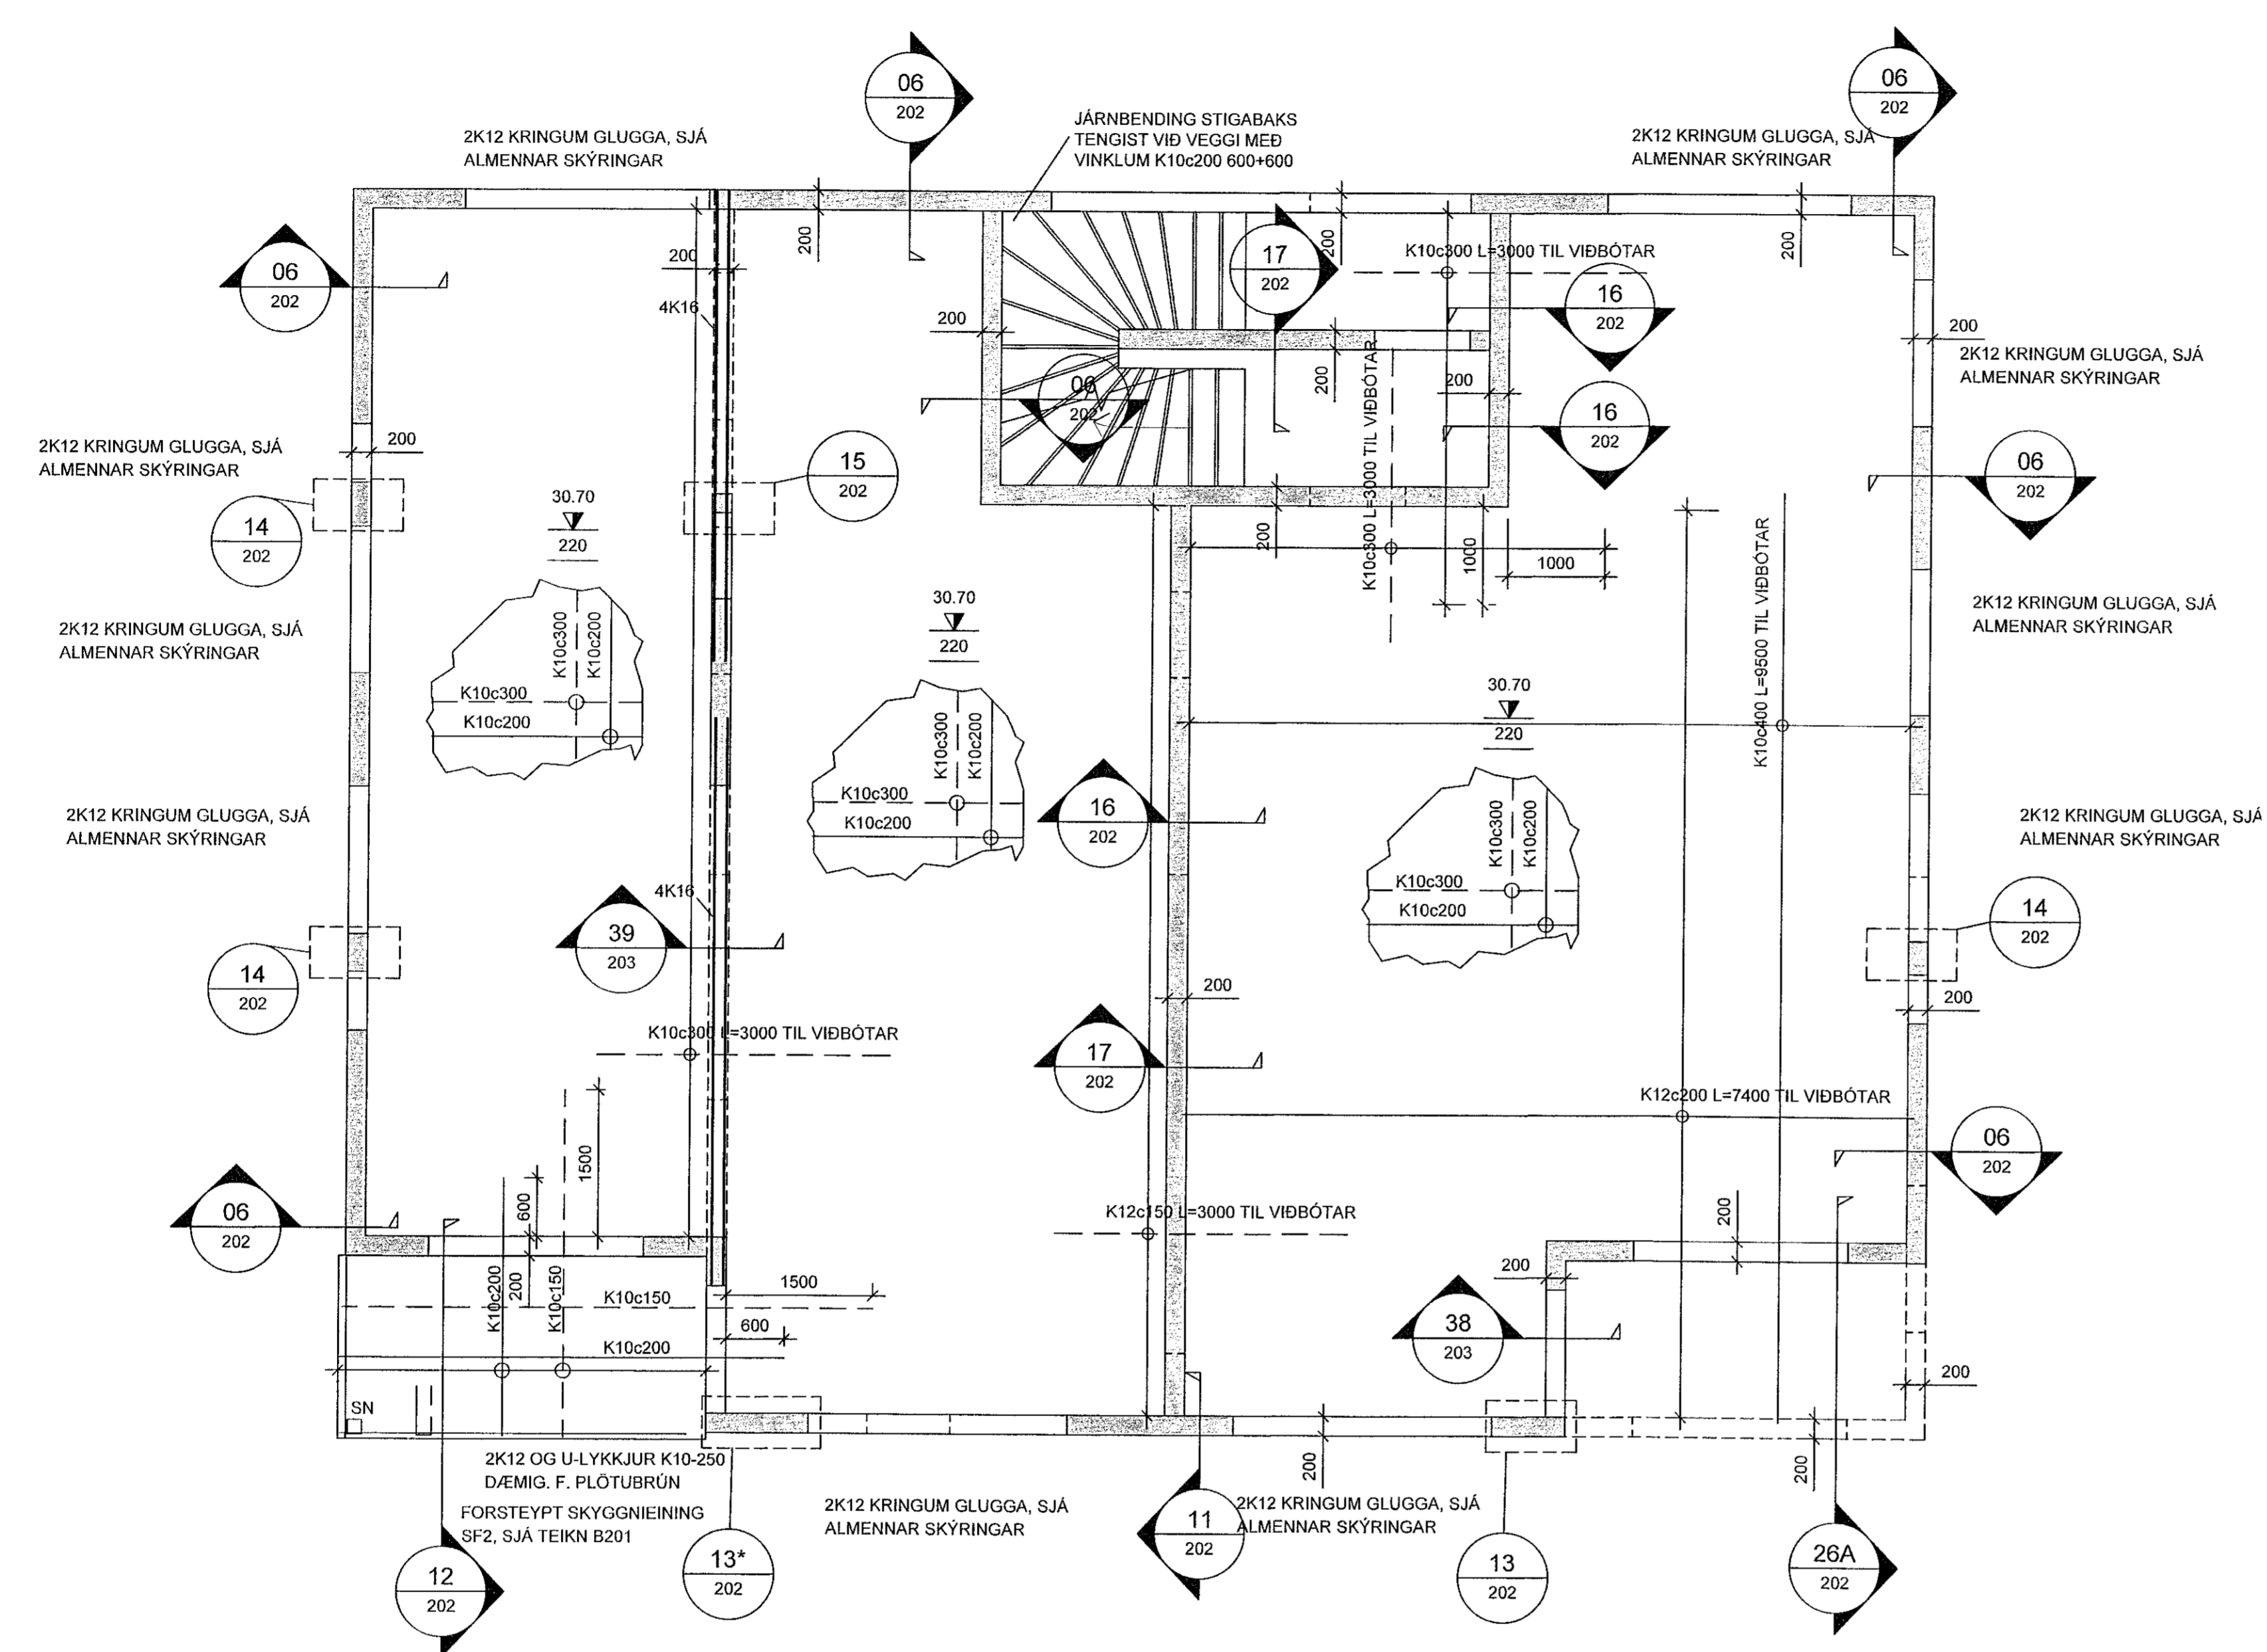 06
202
06
202
JÁRNBENDING STIGABAKS
TENGIST VIÐ VEGGI MEÐ
VINKLUM K10c200 600+600
2K12 KRINGUM GLUGGA, SJÁ
ALMENNAR SKÝRINGAR
2K12 KRINGUM GLUGGA, SJÁ
ALMENNAR SKÝRINGAR
200
200
200
06
202
200
17
202
K10c300 L=3000 TIL VIÐBÓTAR
16
202
4K16
200
200
2K12 KRINGUM GLUGGA, SJÁ
ALMENNAR SKÝRINGAR
06
202
200
K10c300 L=3000 TIL VIÐBÓTAR
200
16
202
200
2K12 KRINGUM GLUGGA, SJÁ
ALMENNAR SKÝRINGAR
15
202
06
202
14
202
30.70
220
200
1000
1000
K10c400 L=9500 TIL VIÐBÓTAR
2K12 KRINGUM GLUGGA, SJÁ
ALMENNAR SKÝRINGAR
K10c300
K10c200
K10c300
K10c200
30.70
220
2K12 KRINGUM GLUGGA, SJÁ
ALMENNAR SKÝRINGAR
30.70
220
K10c300
K10c200
K10c300
K10c200
2K12 KRINGUM GLUGGA, SJÁ
ALMENNAR SKÝRINGAR
16
202
2K12 KRINGUM GLUGGA, SJÁ
ALMENNAR SKÝRINGAR
K10c300
K10c200
K10c300
K10c200
4K16
39
203
14
202
14
202
200
200
K10c300 L=3000 TIL VIÐBÓTAR
17
202
K12c200 L=7400 TIL VIÐBÓTAR
06
202
1500
600
06
202
K12c150 L=3000 TIL VIÐBÓTAR
200
200
K10c200
200
K10c150
K10c150
1500
600
K10c200
38
203
200
SN
2K12 OG U-LYKKJUR K10-250
DÆMIG. F. PLÖTUBRÚN
FORSTEYPT SKYGGNIEINING
SF2, SJÁ TEIKN B201
200
200
2K12 KRINGUM GLUGGA, SJÁ
ALMENNAR SKÝRINGAR
2K12 KRINGUM GLUGGA, SJÁ
ALMENNAR SKÝRINGAR
12
202
13*
202
11
202
13
202
26A
202